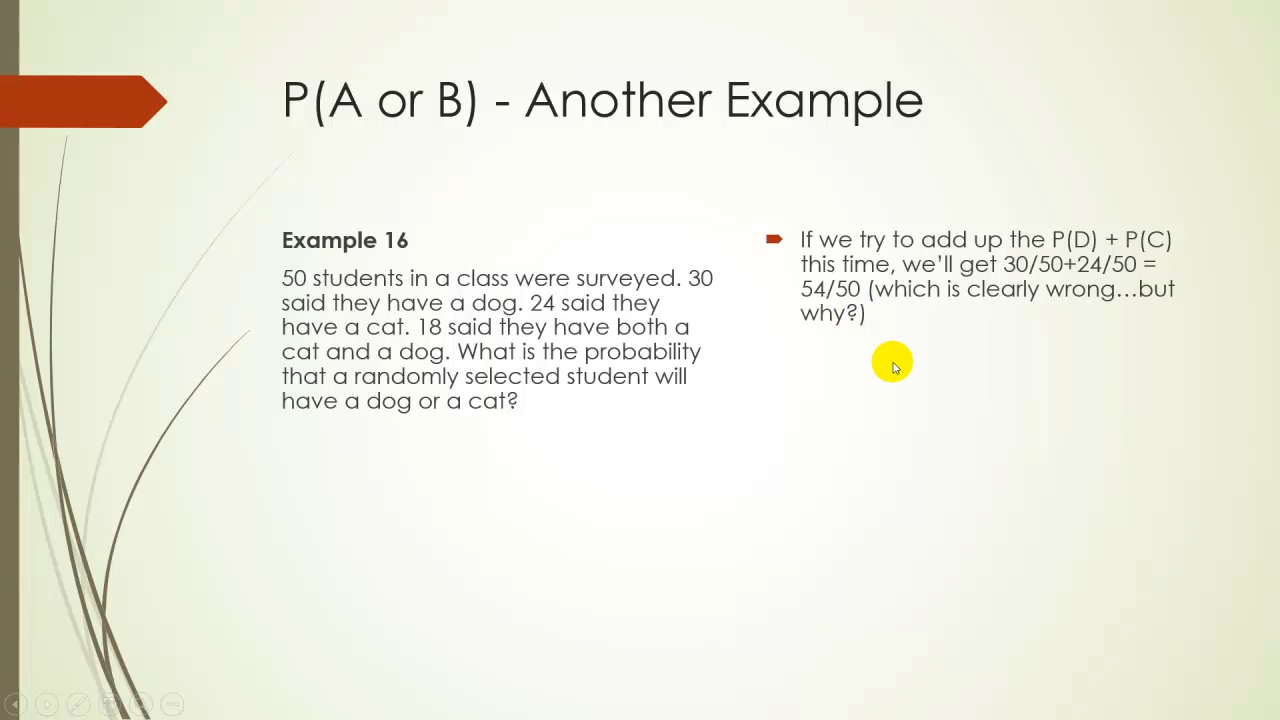 P(A or B) - Another Example
Example 16
50 students in a class were surveyed. 30
said they have a dog. 24 said they
have a cat. 18 said they have both a
cat and a dog. What is the probability
that a randomly selected student will
have a dog or a cat?
If we try to add up the P(D) + P(C)
this time, we’ll get 30/50+24/50 =
54/50 (which is clearly wrong…but
why?)